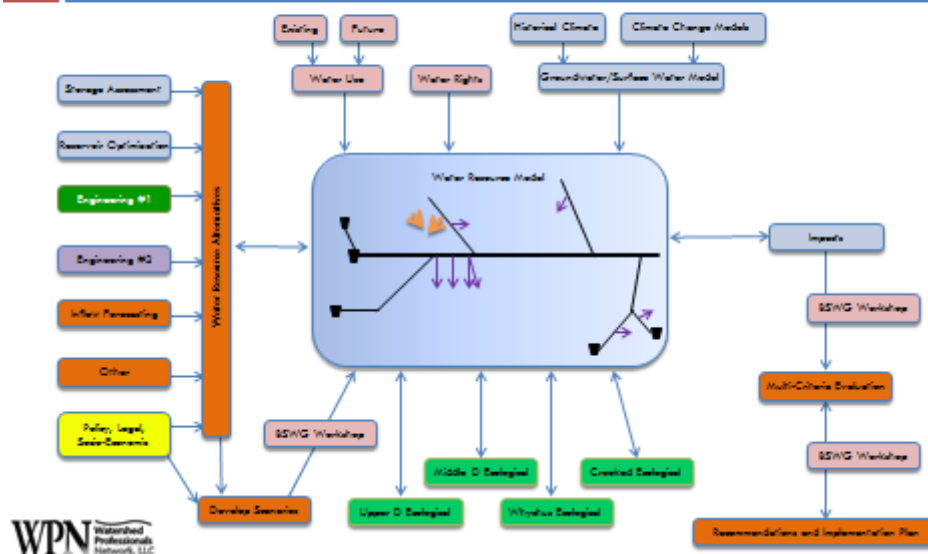 Existing
Future
Historical Climate
Climate Change Models
Water Use
Water Rights
Groundwater/Surface Water Model
Storage Assessment
Reservoir Optimization
Engineering #1
Engineering #2
Inflow Forecasting
Other
Policy, Legal,
Socio-Economic
Water Resource Alternatives
Water Resource Model
Impacts
BSWG Workshop
Multi-Criteria Evaluation
BSWG Workshop
Recommendations and Implementation Plan
BSWG Workshop
Develop Scenarios
Middle D Ecological
Crooked Ecological
Upper D Ecological
Whychus Ecological
WPN Watershed
Professionals
Network, LLC